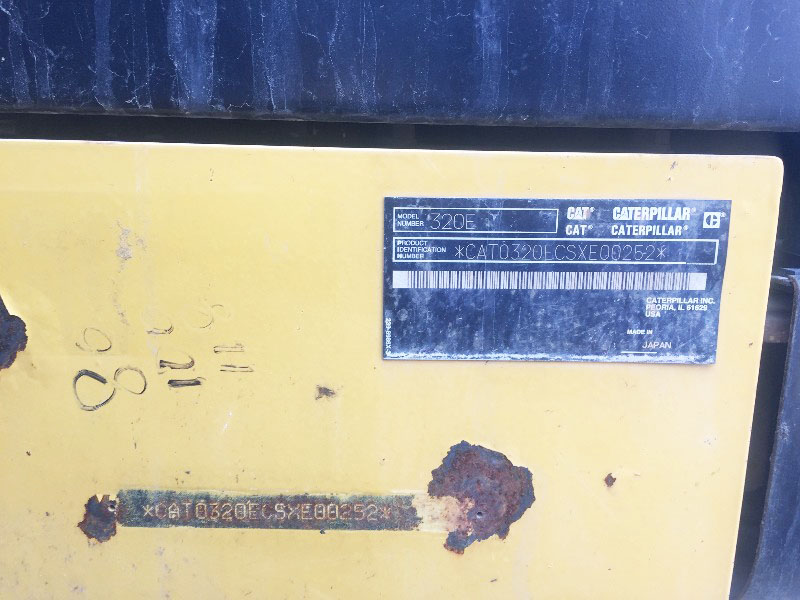 MODEL NUMBER 320E
CAT® CATERPILLAR®
CAT® CATERPILLAR®
PRODUCT IDENTIFICATION NUMBER *CAT0320ECSXE00252*
CATERPILLAR INC.
PEORIA, IL 61629
USA
MADE IN
JAPAN
*CAT0320ECSXE00252*